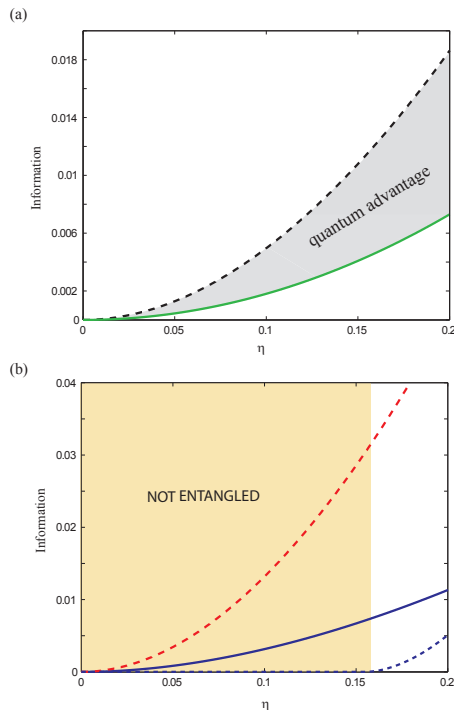 (a)
0.018
0.014
0.01
0.006
0.002
0
Information
quantum advantage
0
0.05
0.1
0.15
0.2
η
(b)
0.04
0.03
0.02
0.01
0
Information
NOT ENTANGLED
0
0.05
0.1
0.15
0.2
η